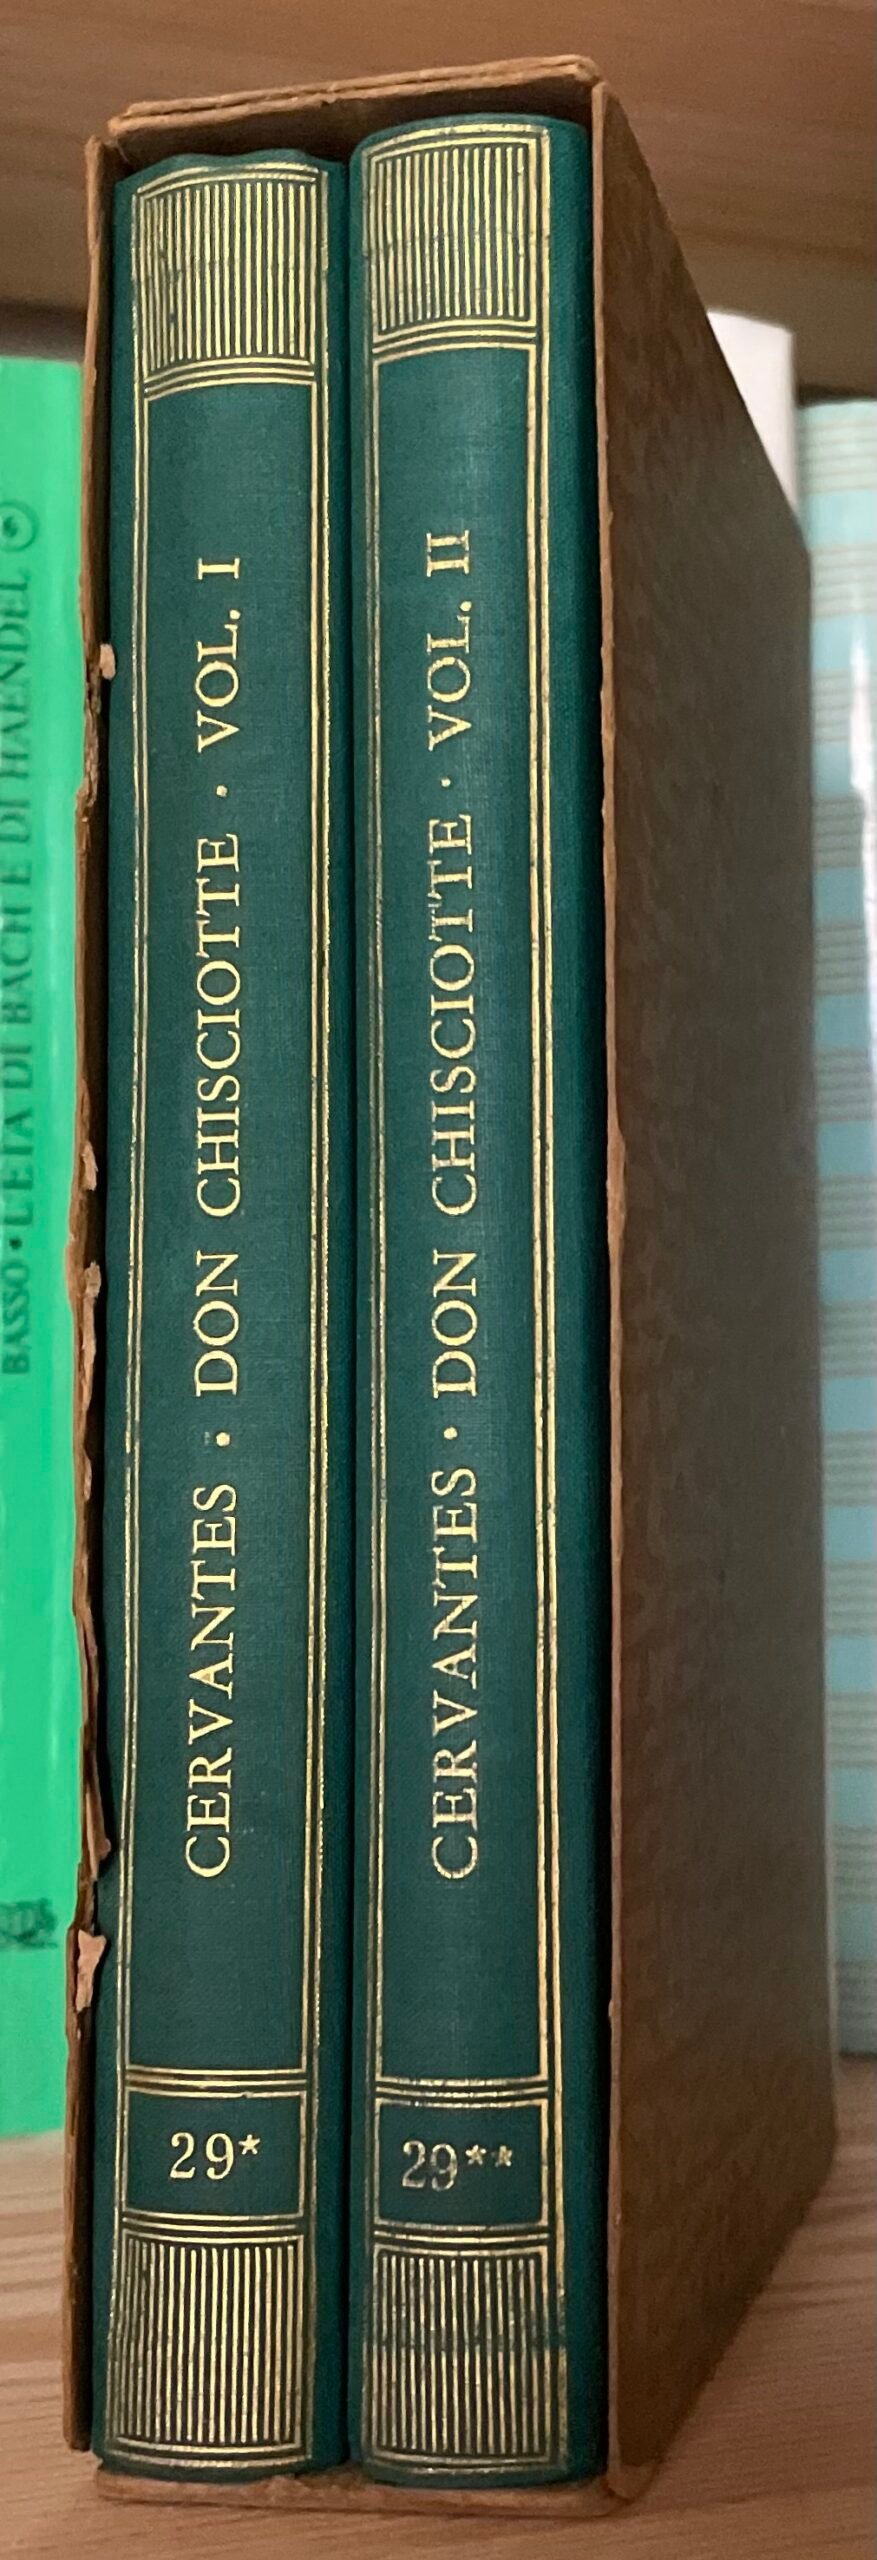 BASSO • L'ETÀ DI BACH E DI HAENDEL
CERVANTES · DON CHISCIOTTE · VOL. I
29*
CERVANTES · DON CHISCIOTTE · VOL. II
29**